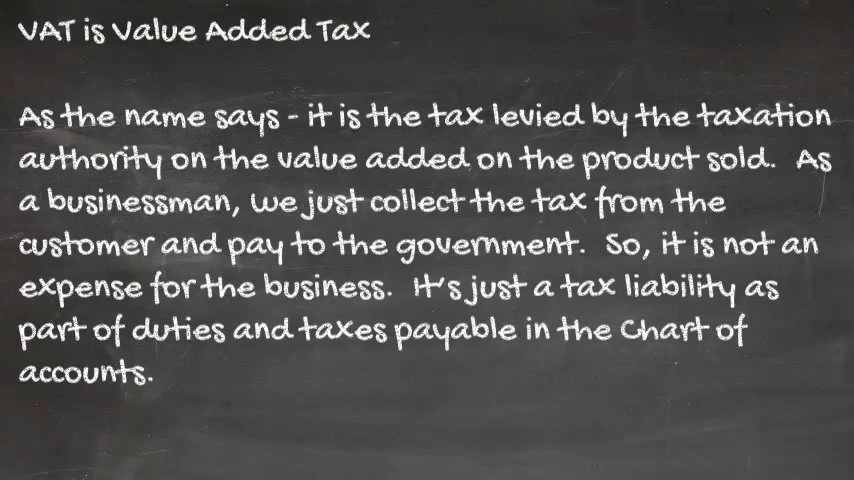 VAT is Value Added Tax
As the name says - it is the tax levied by the taxation
authority on the value added on the product sold. As
a businessman, we just collect the tax from the
customer and pay to the government. So, it is not an
expense for the business. It's just a tax liability as
part of duties and taxes payable in the Chart of
accounts.